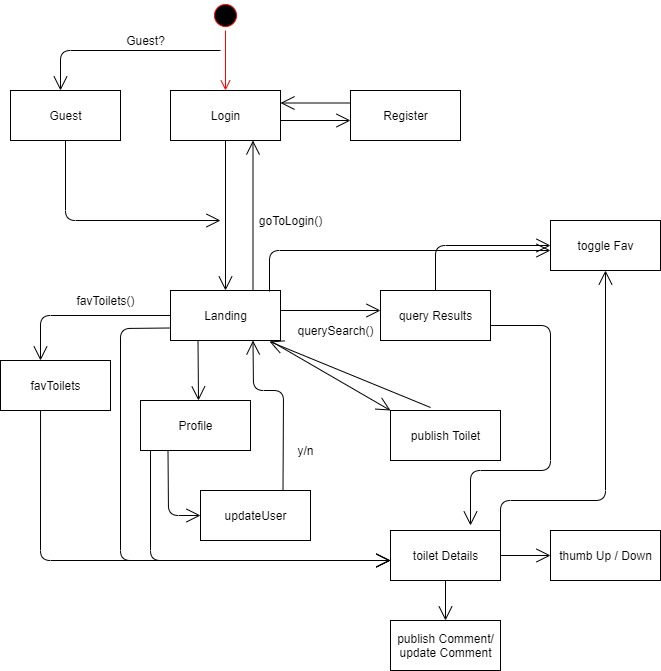 Guest?
Guest
Login
Register
goToLogin()
toggle Fav
favToilets()
Landing
query Results
querySearch()
favToilets
Profile
publish Toilet
y/n
updateUser
toilet Details
thumb Up / Down
publish Comment/
update Comment